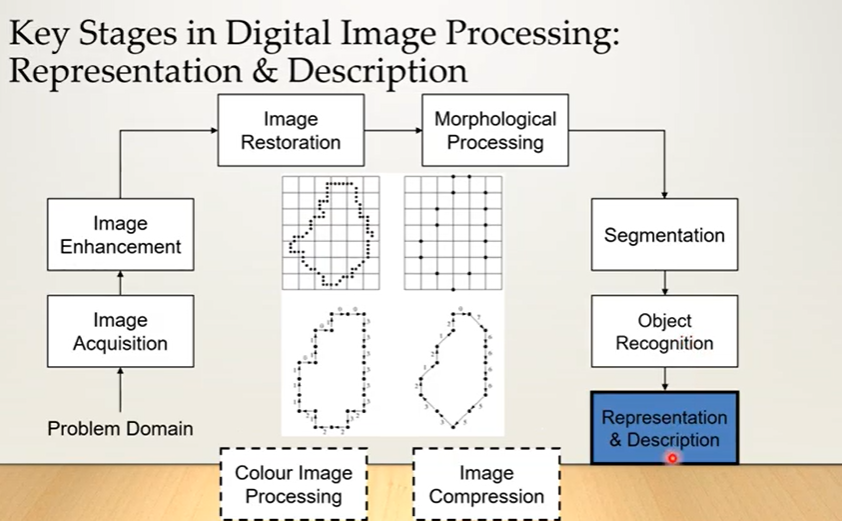 Key Stages in Digital Image Processing:
Representation & Description
Image
Restoration
Morphological
Processing
Image
Enhancement
Segmentation
Image
Acquisition
Object
Recognition
Problem Domain
Representation
& Description
Colour Image
Processing
Image
Compression